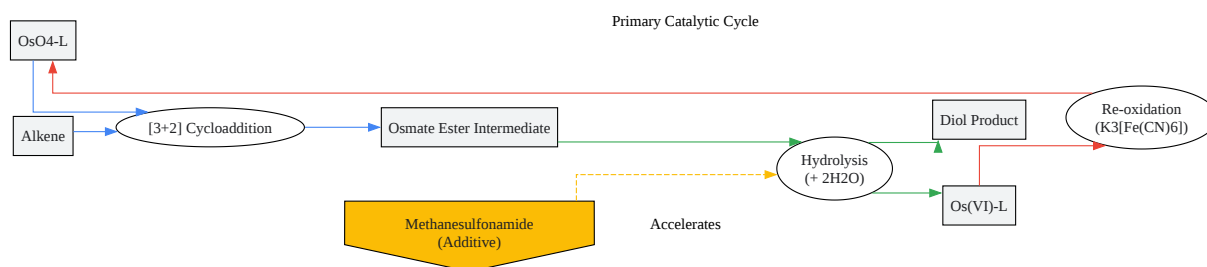 Primary Catalytic Cycle
OsO4-L
Alkene
[3+2] Cycloaddition
Osmate Ester Intermediate
Methanesulfonamide
(Additive)
Accelerates
Hydrolysis
(+ 2H2O)
Diol Product
Os(VI)-L
Re-oxidation
(K3[Fe(CN)6])